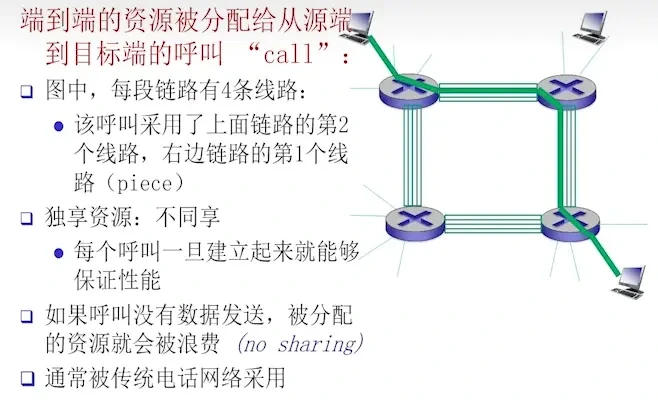 端到端的资源被分配给从源端
到目标端的呼叫 “call”：
❑ 图中，每段链路有4条线路：
● 该呼叫采用了上面链路的第2
个线路，右边链路的第1个线
路（piece）
❑ 独享资源：不同享
● 每个呼叫一旦建立起来就能够
保证性能
❑ 如果呼叫没有数据发送，被分配
的资源就会被浪费 (no sharing)
❑ 通常被传统电话网络采用